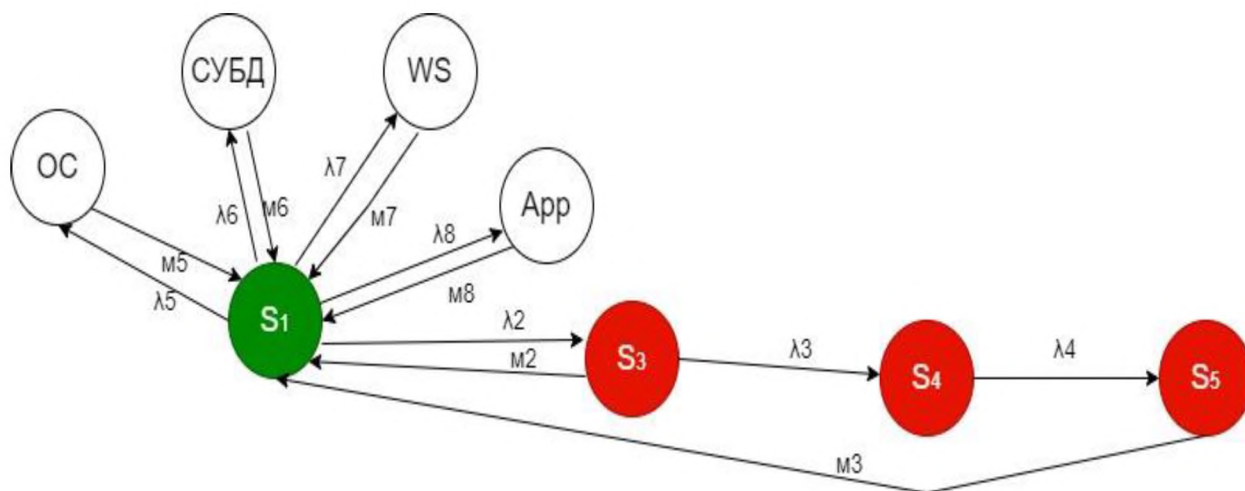 СУБД
WS
ОС
App
λ7
λ6
м6
м7
λ8
м5
λ5
м8
S1
λ2
м2
S3
λ3
S4
λ4
S5
м3